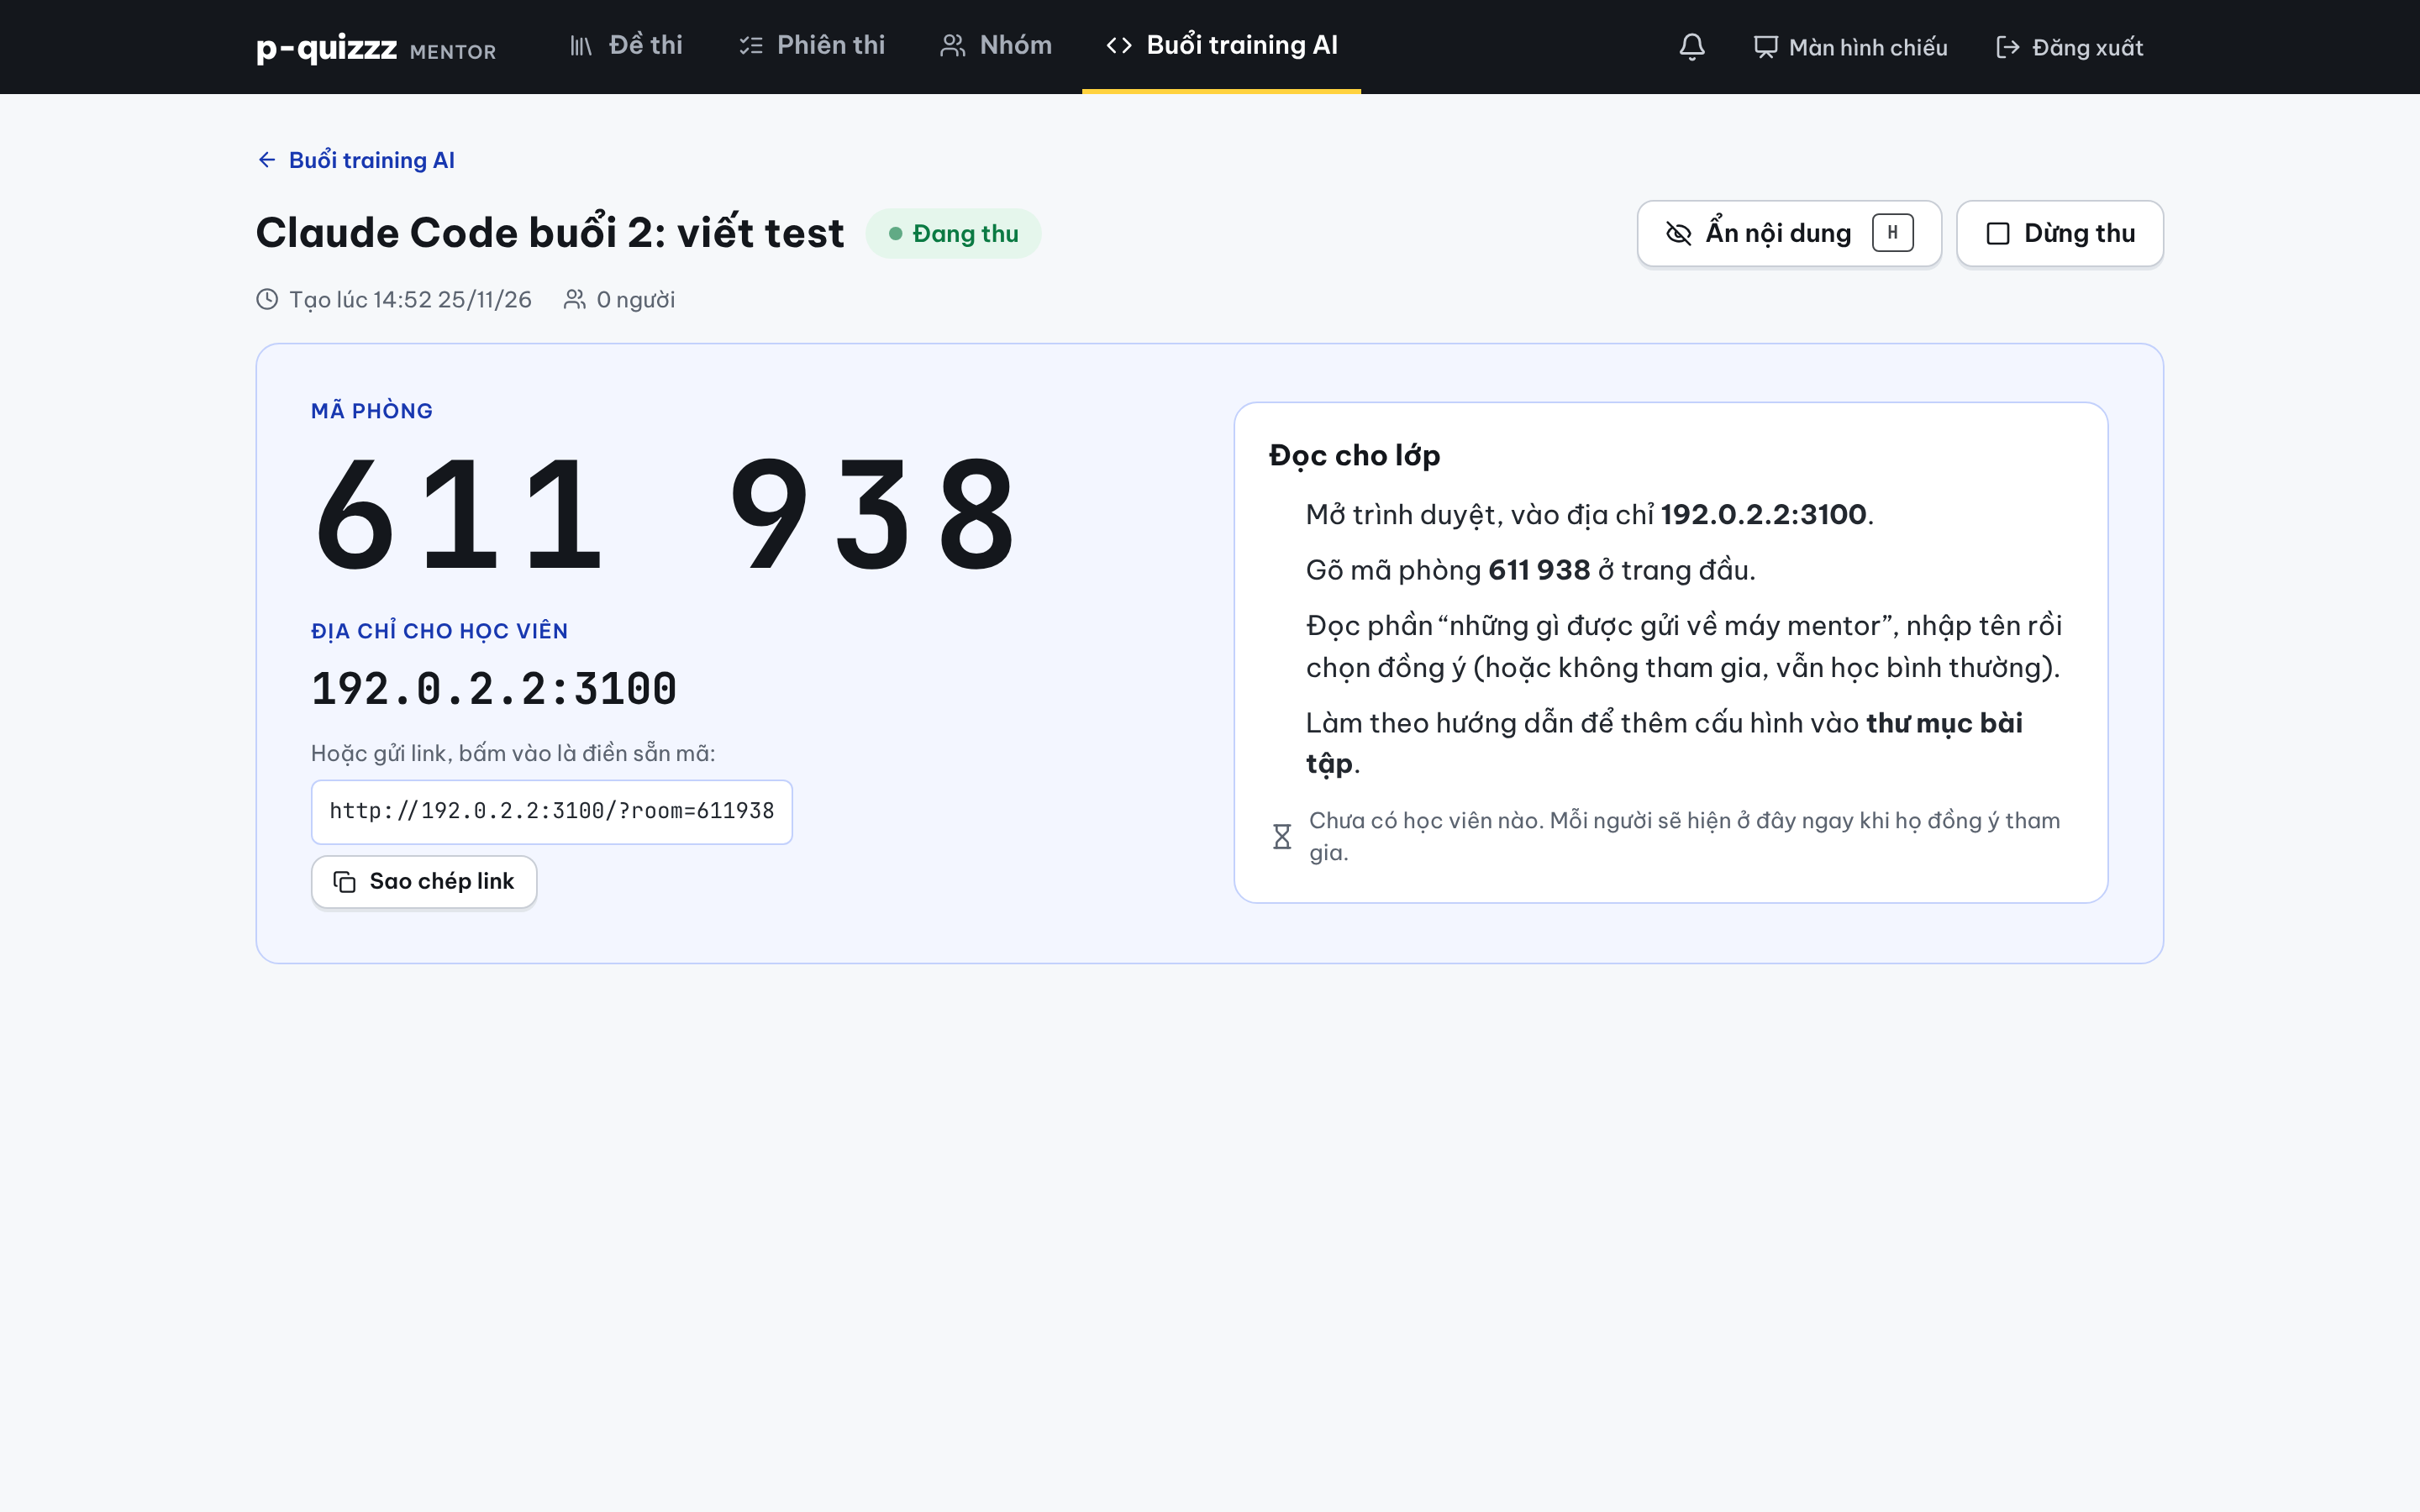 p-quizzz MENTOR
Đề thi
Phiên thi
Nhóm
Buổi training AI
Màn hình chiếu
Đăng xuất
Buổi training AI
Claude Code buổi 2: viết test
Đang thu
Ẩn nội dung H
Dừng thu
Tạo lúc 14:52 25/11/26
0 người
MÃ PHÒNG
611 938
ĐỊA CHỈ CHO HỌC VIÊN
192.0.2.2:3100
Hoặc gửi link, bấm vào là điền sẵn mã:
http://192.0.2.2:3100/?room=611938
Sao chép link
Đọc cho lớp
Mở trình duyệt, vào địa chỉ 192.0.2.2:3100.
Gõ mã phòng 611 938 ở trang đầu.
Đọc phần “những gì được gửi về máy mentor”, nhập tên rồi
chọn đồng ý (hoặc không tham gia, vẫn học bình thường).
Làm theo hướng dẫn để thêm cấu hình vào thư mục bài
tập.
Chưa có học viên nào. Mỗi người sẽ hiện ở đây ngay khi họ đồng ý tham
gia.